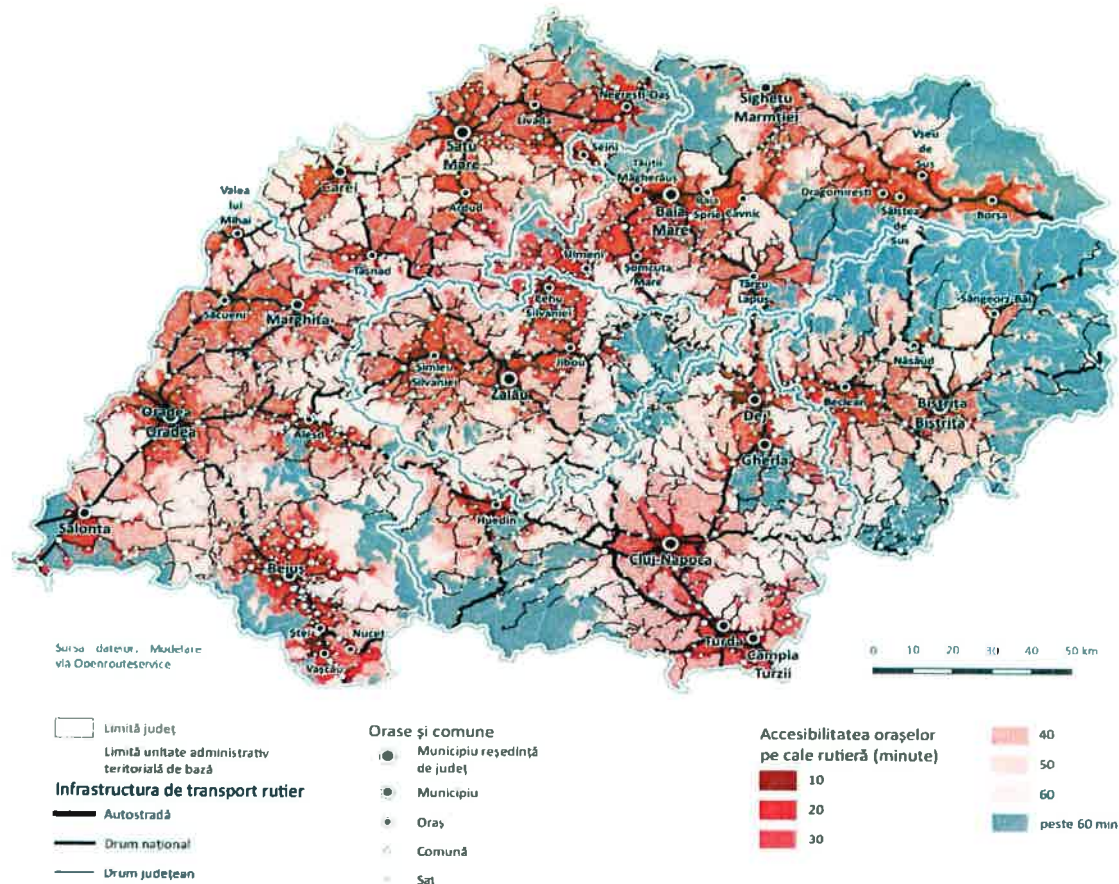 Negrești-Oaș
Sighetu
Marmției
Livada
Satu
Mare
Seini
Vșeu
de
Sus
Tăuții
Măgherăuș
Carei
Dragomirești
Valea
lui
Mihai
Ardud
Baia
Mare
Baia
Sprie
Cavnic
Săliștea
de
Sus
Borșa
Ulmeni
Tășnad
Șomcuta
Mare
Târgu
Lăpuș
Cehu
Silvaniei
Sângeorz-Băi
Săcueni
Marghita
Jibou
Năsăud
Șimleu
Silvaniei
Zalău
Beclean
Dej
Bistrița
Bistrița
Oradea
Oradea
Aleșd
Gherla
Salonta
Huedin
Cluj-Napoca
Beiuș
Ștei
Nucet
Vașcău
Turda
Câmpia
Turzii
Sursa datelor: Modelare
via Openrouteservice
0 10 20 30 40 50 km
Limită județ
Limită unitate administrativ
teritorială de bază
Infrastructura de transport rutier
Autostradă
Drum național
Drum județean
Orase și comune
Municipiu reședință
de județ
Municipiu
Oraș
Comună
Sat
Accesibilitatea orașelor
pe cale rutieră (minute)
10
20
30
40
50
60
peste 60 min